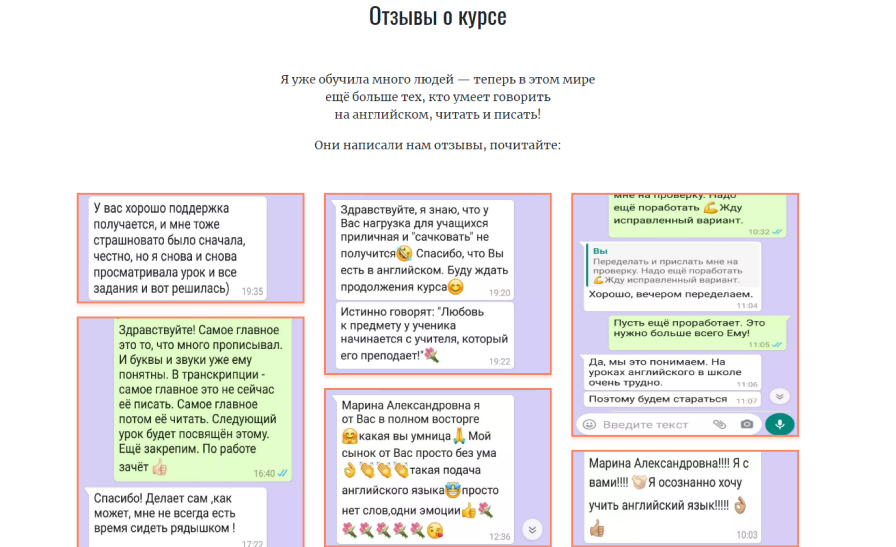 Отзывы о курсе
Я уже обучила много людей — теперь в этом мире
ещё больше тех, кто умеет говорить
на английском, читать и писать!
Они написали нам отзывы, почитайте:
У вас хорошо поддержка
получается, и мне тоже
страшновато было сначала,
честно, но я снова и снова
просматривала урок и все
задания и вот решилась)
19:35
Здравствуйте! Самое главное
это то, что много прописывал.
И буквы и звуки уже ему
понятны. В транскрипции -
самое главное это не сейчас
её писать. Самое главное
потом её читать. Следующий
урок будет посвящён этому.
Ещё закрепим. По работе
зачёт 👍🏻
16:40
Спасибо! Делает сам ,как
может, мне не всегда есть
время сидеть рядышком !
17:22
Здравствуйте, я знаю, что у
Вас нагрузка для учащихся
приличная и "сачковать" не
получится🤣 Спасибо, что Вы
есть в английском. Буду ждать
продолжения курса😊
19:20
Истинно говорят: "Любовь
к предмету у ученика
начинается с учителя, который
его преподает!"🌷
19:22
Марина Александровна я
от Вас в полном восторге
🤗какая вы умница🙏Мой
сынок от Вас просто без ума
👌👏👏👏такая подача
английского языка🤩просто
нет слов,одни эмоции👍🌷
🌷🌷🌷🌷🌷😘
12:36
мне на проверку. Надо
ещё поработать 💪Жду
исправленный вариант.
10:32
Вы
Переделать и прислать мне на
проверку. Надо ещё поработать
💪Жду исправленный вариант.
Хорошо, вечером переделаем.
11:04
Пусть ещё проработает. Это
нужно больше всего Ему!
11:05
Да, мы это понимаем. На
уроках английского в школе
очень трудно.
11:06
Поэтому будем стараться
11:07
Введите текст
Марина Александровна!!!! Я с
вами!!!! 🤝🏻Я осознанно хочу
учить английский язык!!!!! 👌🏼
👍🏼
10:03